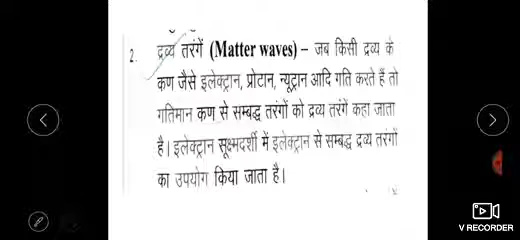 2. द्रव्य तरंगें (Matter waves) – जब किसी द्रव्य के
कण जैसे इलेक्ट्रान, प्रोटान, न्यूट्रान आदि गति करते हैं तो
गतिमान कण से सम्बद्ध तरंगों को द्रव्य तरंगें कहा जाता
है। इलेक्ट्रान सूक्ष्मदर्शी में इलेक्ट्रान से सम्बद्ध द्रव्य तरंगों
का उपयोग किया जाता है।
V RECORDER